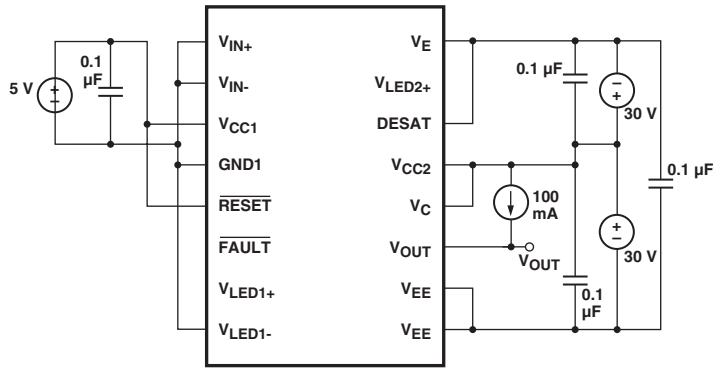 5 V
+
−
0.1
µF
VIN+
VIN-
VCC1
GND1
RESET
FAULT
VLED1+
VLED1-
VE
VLED2+
DESAT
VCC2
VC
VOUT
VEE
VEE
0.1 µF
−
+
30 V
0.1 µF
100
mA
VOUT
+
−
30 V
0.1
µF